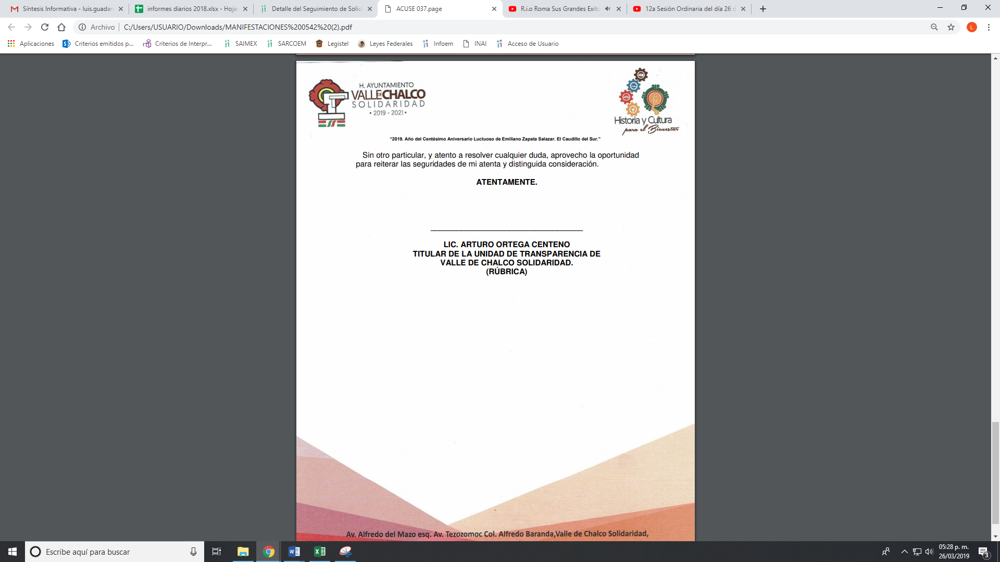 Síntesis Informativa - luis.guadar
informes diarios 2018.xlsx - Hoja
Detalle del Seguimiento de Solici
ACUSE 037.page
R.i.o Roma Sus Grandes Exito
12a Sesión Ordinaria del día 26 d
Archivo
C:/Users/USUARIO/Downloads/MANIFESTACIONES%200542%20(2).pdf
L
Aplicaciones
Criterios emitidos p...
Criterios de Interpr...
SAIMEX
SARCOEM
Legistel
Leyes Federales
Infoem
INAI
Acceso de Usuario
H. AYUNTAMIENTO
VALLE DE CHALCO
SOLIDARIDAD
• 2019 - 2021 •
Historia y Cultura
para el Bienestar
“2019. Año del Centésimo Aniversario Luctuoso de Emiliano Zapata Salazar. El Caudillo del Sur.”
Sin otro particular, y atento a resolver cualquier duda, aprovecho la oportunidad
para reiterar las seguridades de mi atenta y distinguida consideración.
ATENTAMENTE.
LIC. ARTURO ORTEGA CENTENO
TITULAR DE LA UNIDAD DE TRANSPARENCIA DE
VALLE DE CHALCO SOLIDARIDAD.
(RÚBRICA)
Av. Alfredo del Mazo esq. Av. Tezozomoc Col. Alfredo Baranda,Valle de Chalco Solidaridad,
Escribe aquí para buscar
05:28 p. m.
26/03/2019
3